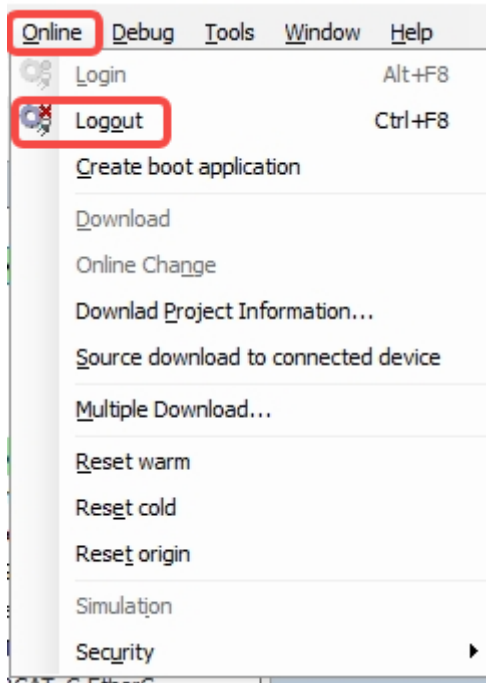 Online Debug Tools Window Help
Login Alt+F8
Logout Ctrl+F8
Create boot application
Download
Online Change
Downlad Project Information...
Source download to connected device
Multiple Download...
Reset warm
Reset cold
Reset origin
Simulation
Security